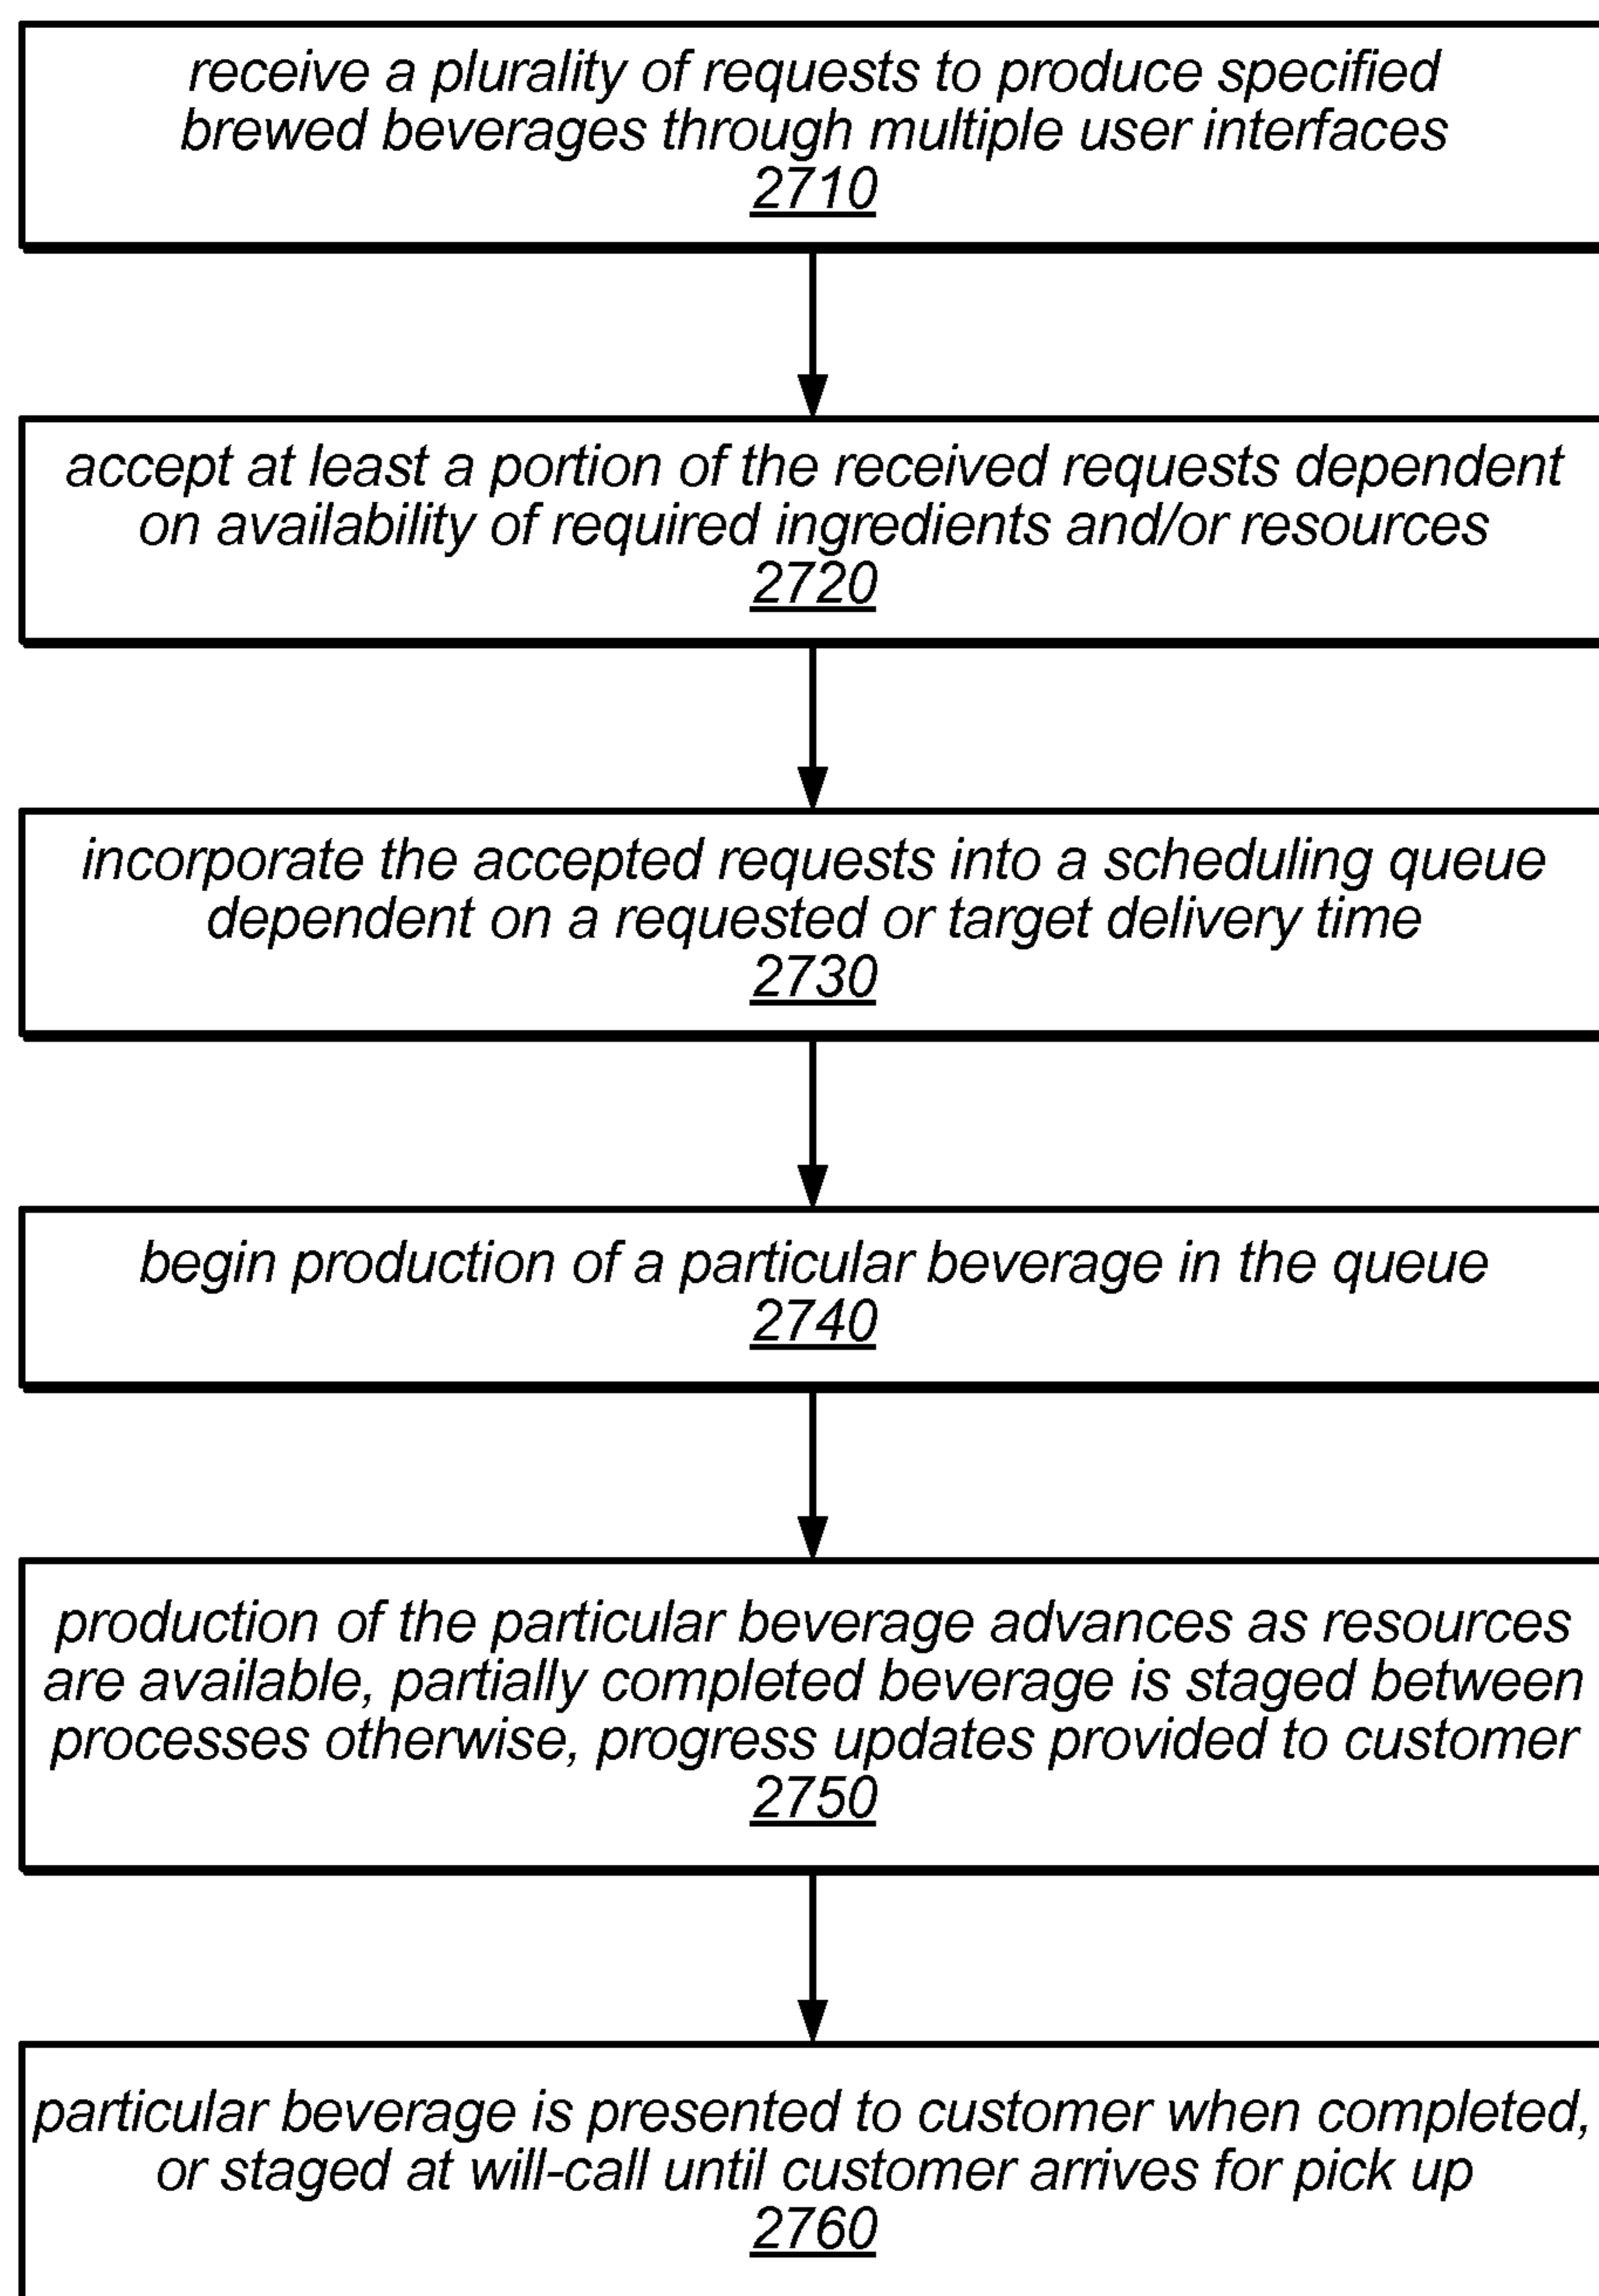 receive a plurality of requests to produce specified
brewed beverages through multiple user interfaces
2710
accept at least a portion of the received requests dependent
on availability of required ingredients and/or resources
2720
incorporate the accepted requests into a scheduling queue
dependent on a requested or target delivery time
2730
begin production of a particular beverage in the queue
2740
production of the particular beverage advances as resources
are available, partially completed beverage is staged between
processes otherwise, progress updates provided to customer
2750
particular beverage is presented to customer when completed,
or staged at will-call until customer arrives for pick up
2760